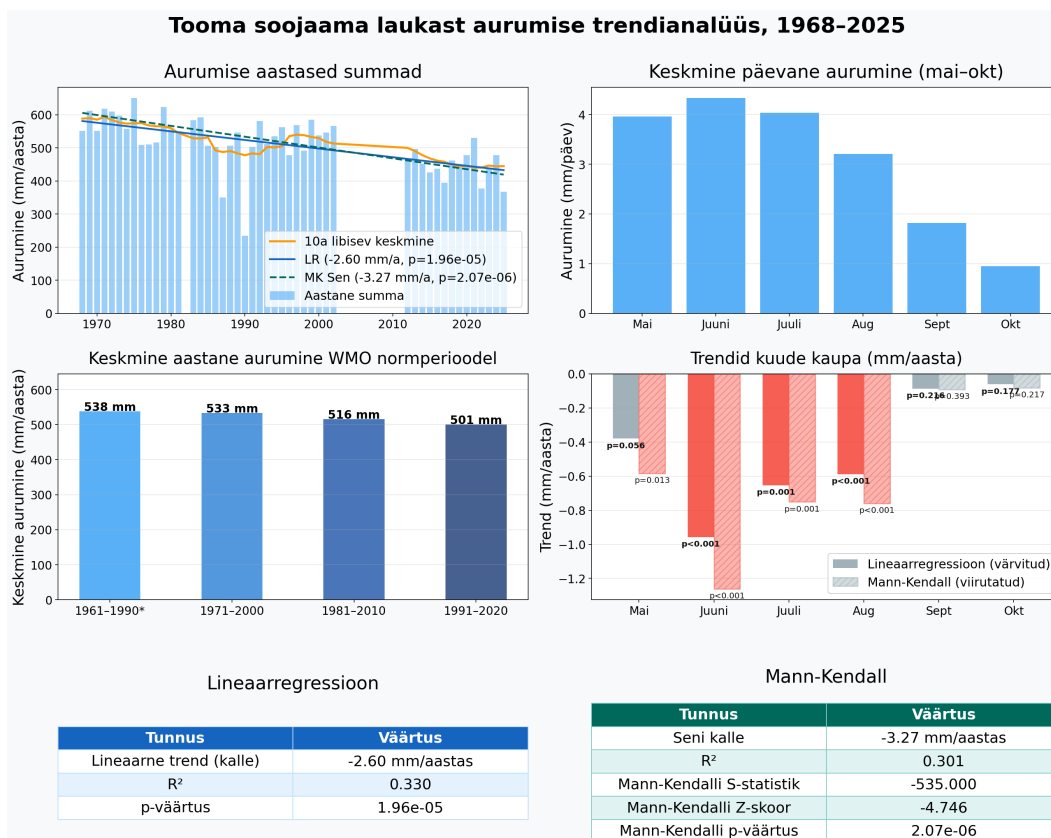 Tooma soojaama laukast aurumise trendianalüüs, 1968–2025
Aurumise aastased summad
Aurumine (mm/aasta)
600
500
400
300
200
100
0
1970
1980
1990
2000
2010
2020
10a libisev keskmine
LR (-2.60 mm/a, p=1.96e-05)
MK Sen (-3.27 mm/a, p=2.07e-06)
Aastane summa
Keskmine päevane aurumine (mai–okt)
Aurumine (mm/päev)
4
3
2
1
0
Mai
Juuni
Juuli
Aug
Sept
Okt
Keskmine aastane aurumine WMO normperioodel
Keskmine aurumine (mm/aasta)
600
500
400
300
200
100
0
538 mm
533 mm
516 mm
501 mm
1961–1990*
1971–2000
1981–2010
1991–2020
Trendid kuude kaupa (mm/aasta)
Trend (mm/aasta)
0.0
−0.2
−0.4
−0.6
−0.8
−1.0
−1.2
p=0.056
p=0.013
p<0.001
p<0.001
p=0.001
p=0.001
p<0.001
p<0.001
p=0.216
p=0.393
p=0.177
p=0.217
Lineaarregressioon (värvitud)
Mann-Kendall (viirutatud)
Mai
Juuni
Juuli
Aug
Sept
Okt
Lineaarregressioon
Tunnus Väärtus
Lineaarne trend (kalle) -2.60 mm/aastas
R² 0.330
p-väärtus 1.96e-05
Mann-Kendall
Tunnus Väärtus
Seni kalle -3.27 mm/aastas
R² 0.301
Mann-Kendalli S-statistik -535.000
Mann-Kendalli Z-skoor -4.746
Mann-Kendalli p-väärtus 2.07e-06